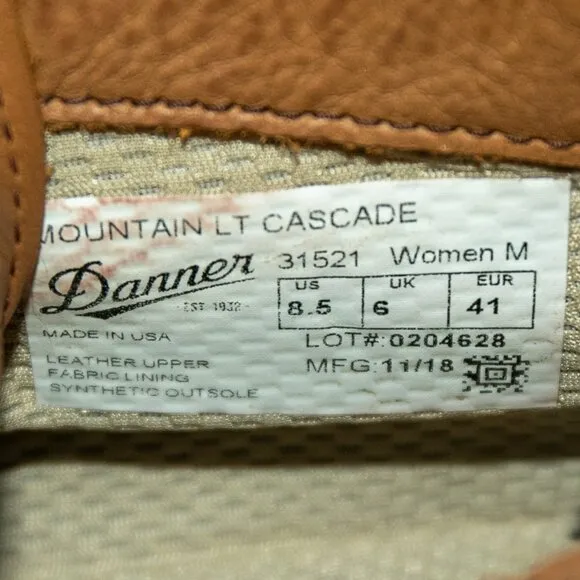 MOUNTAIN LT CASCADE
Danner
EST 1932
31521 Women M
US UK EUR
8.5 6 41
MADE IN USA
LOT#:0204628
MFG:11/18
LEATHER UPPER
FABRIC LINING
SYNTHETIC OUTSOLE